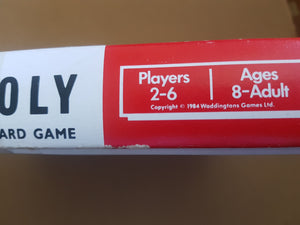 OLY
ARD GAME
Players
2-6
Ages
8-Adult
Copyright © 1984 Waddingtons Games Ltd.